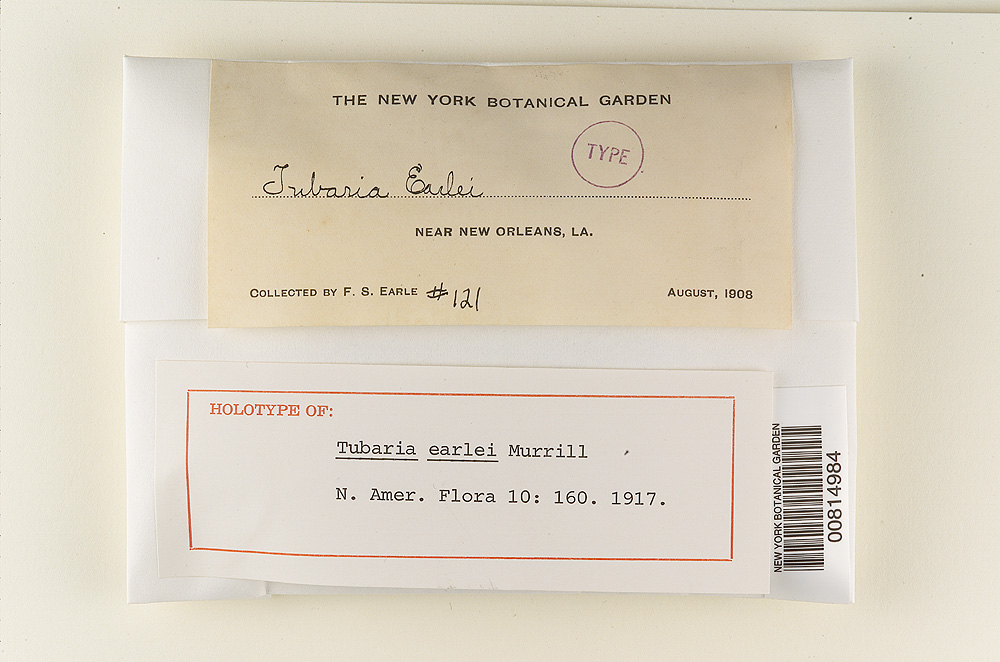 THE NEW YORK BOTANICAL GARDEN
TYPE
Tubaria Earlei
NEAR NEW ORLEANS, LA.
COLLECTED BY F. S. EARLE #121
AUGUST, 1908
HOLOTYPE OF:
Tubaria earlei Murrill
N. Amer. Flora 10: 160. 1917.
NEW YORK BOTANICAL GARDEN
00814984